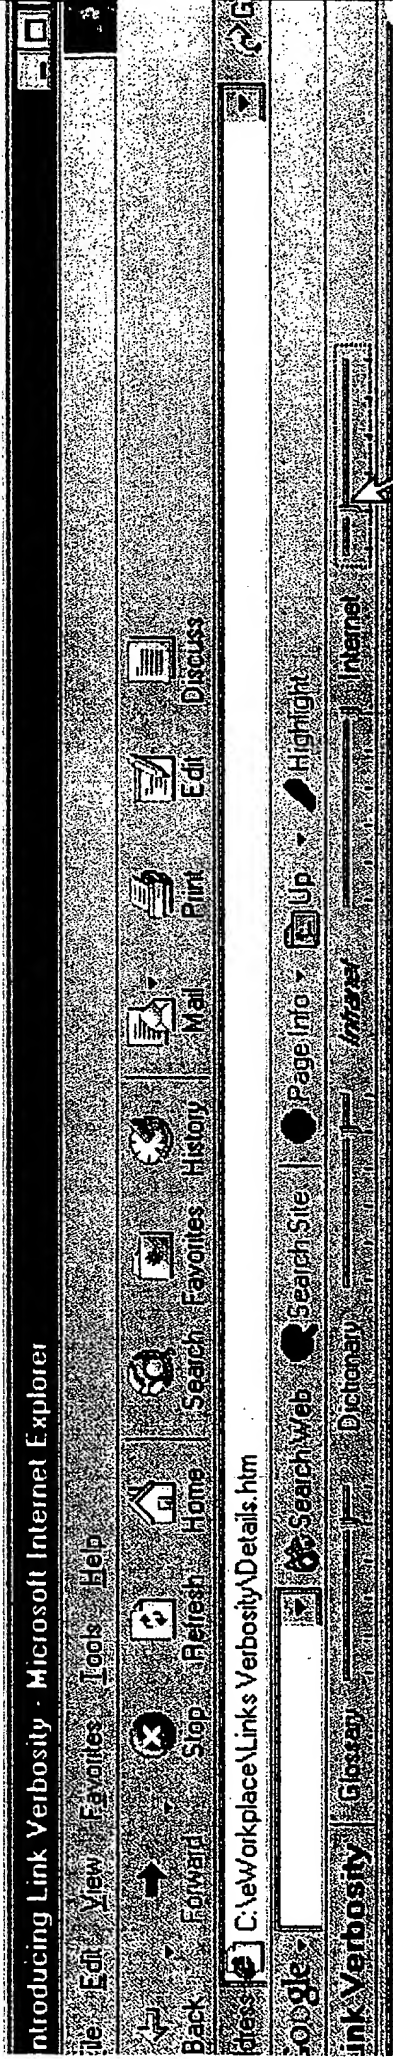 ntroducing Link Verbosity - Microsoft Internet Explorer
ile Edit View Favorites Tools Help
Back Forward Stop Refresh Home Search Favorites History Mail Print Edit Discuss
dress C:\eWorkplace\Links Verbosity\Details.htm G
oogle Search Web Search Site Page Info Up Highlight
ink Verbosity Glossary Dictionary Intranet Internet